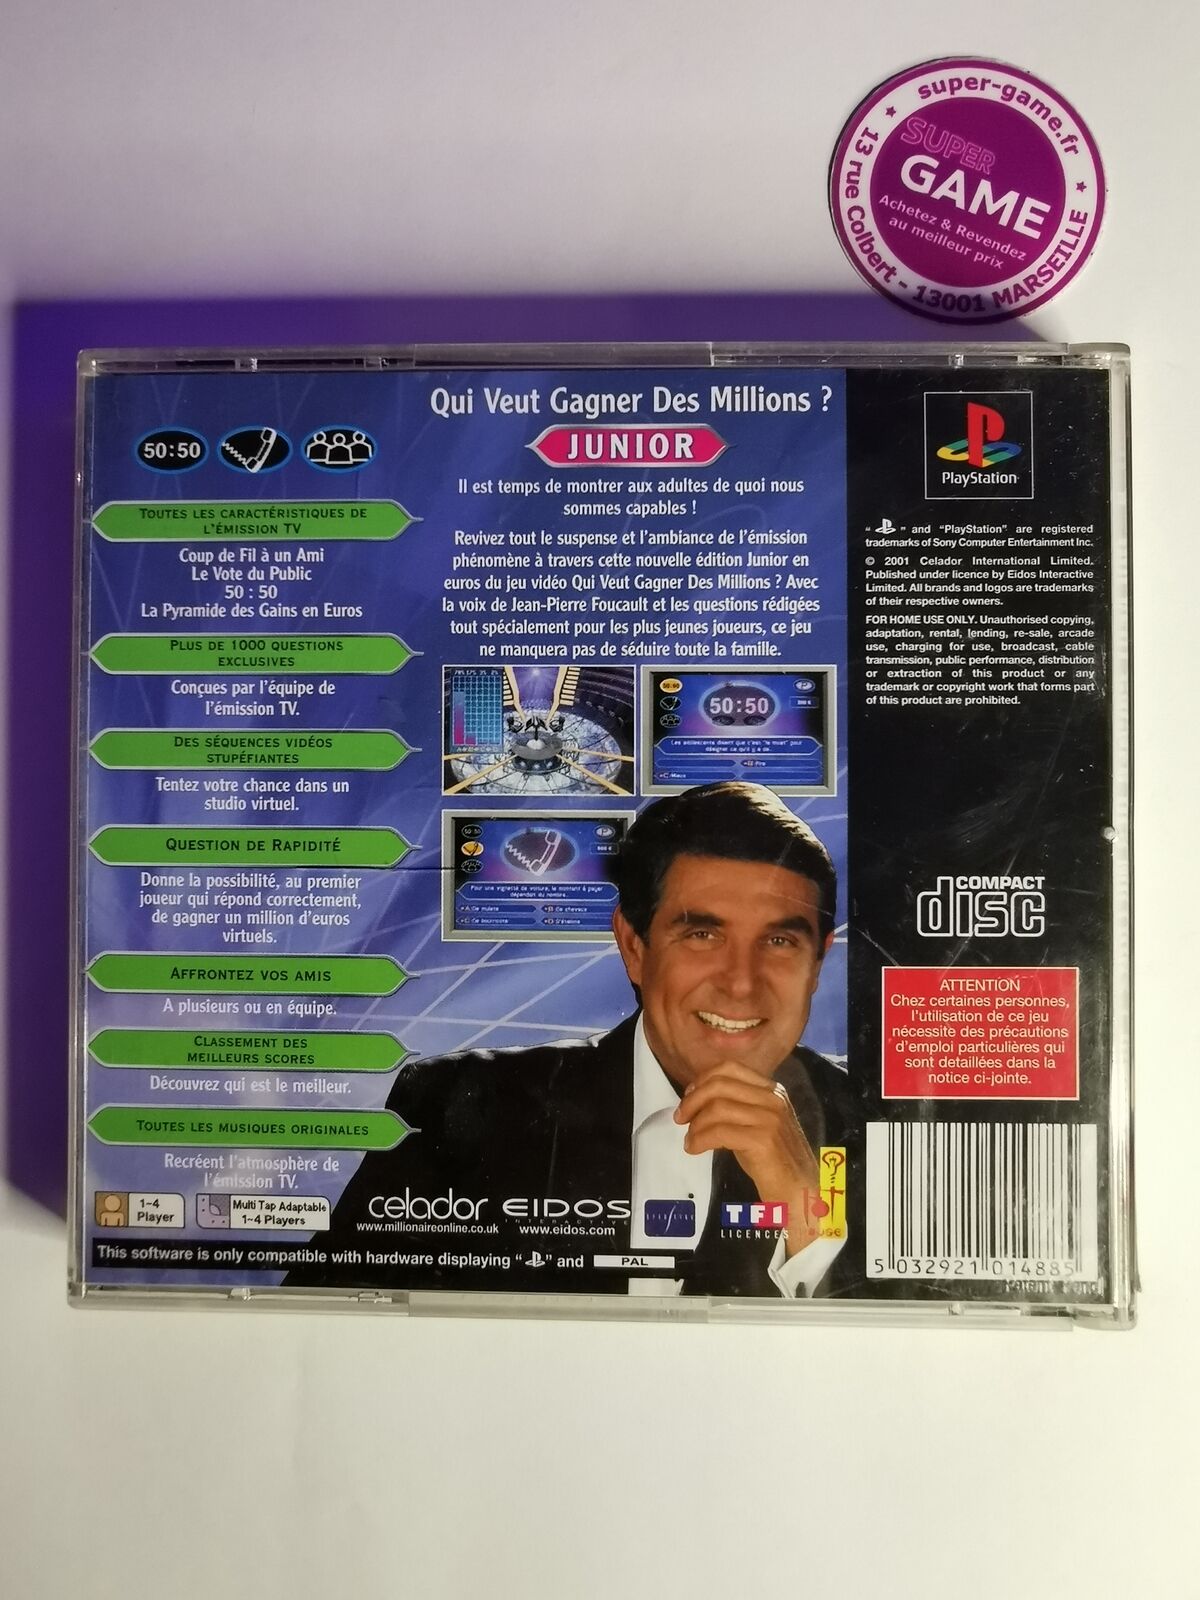 super-game.fr
SUPER
GAME
Achetez & Revendez
au meilleur prix
13 rue Colbert - 13001 MARSEILLE
50:50
TOUTES LES CARACTÉRISTIQUES DE
L'ÉMISSION TV
Coup de Fil à un Ami
Le Vote du Public
50 : 50
La Pyramide des Gains en Euros
PLUS DE 1000 QUESTIONS
EXCLUSIVES
Conçues par l'équipe de
l'émission TV.
DES SÉQUENCES VIDÉOS
STUPÉFIANTES
Tentez votre chance dans un
studio virtuel.
QUESTION DE RAPIDITÉ
Donne la possibilité, au premier
joueur qui répond correctement,
de gagner un million d'euros
virtuels.
AFFRONTEZ VOS AMIS
A plusieurs ou en équipe.
CLASSEMENT DES
MEILLEURS SCORES
Découvrez qui est le meilleur.
TOUTES LES MUSIQUES ORIGINALES
Recréent l'atmosphère de
l'émission TV.
Qui Veut Gagner Des Millions ?
JUNIOR
Il est temps de montrer aux adultes de quoi nous
sommes capables !
Revivez tout le suspense et l'ambiance de l'émission
phénomène à travers cette nouvelle édition Junior en
euros du jeu vidéo Qui Veut Gagner Des Millions ? Avec
la voix de Jean-Pierre Foucault et les questions rédigées
tout spécialement pour les plus jeunes joueurs, ce jeu
ne manquera pas de séduire toute la famille.
50:50
PlayStation
" " and "PlayStation" are registered
trademarks of Sony Computer Entertainment Inc.
© 2001 Celador International Limited.
Published under licence by Eidos Interactive
Limited. All brands and logos are trademarks
of their respective owners.
FOR HOME USE ONLY. Unauthorised copying,
adaptation, rental, lending, re-sale, arcade
use, charging for use, broadcast, cable
transmission, public performance, distribution
or extraction of this product or any
trademark or copyright work that forms part
of this product are prohibited.
COMPACT
disc
ATTENTION
Chez certaines personnes,
l'utilisation de ce jeu
nécessite des précautions
d'emploi particulières qui
sont detaillées dans la
notice ci-jointe.
1~4
Player
Multi Tap Adaptable
1~4 Players
celador
www.millionaireonline.co.uk
EIDOS
INTERACTIVE
www.eidos.com
TF1
LICENCES
This software is only compatible with hardware displaying " " and PAL
5 032921 014885